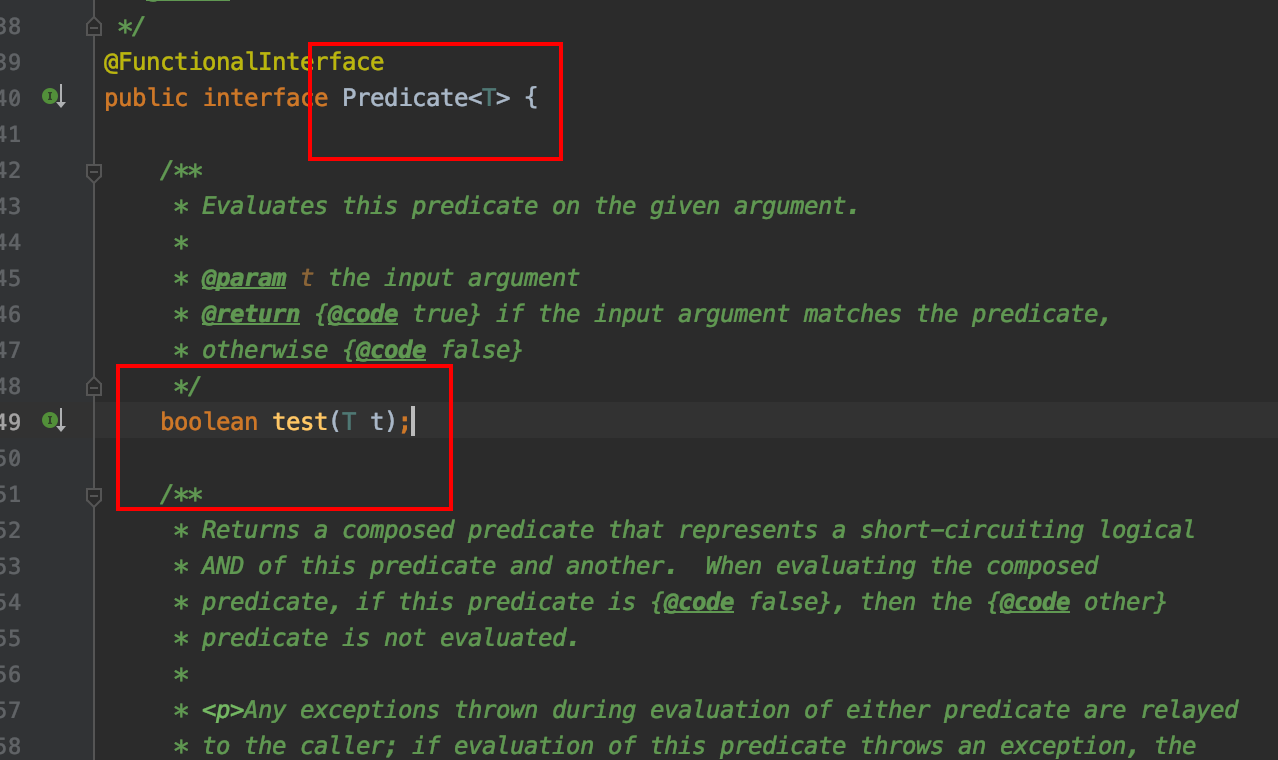 38 */
39 @FunctionalInterface
40 public interface Predicate<T> {
41
42 /**
43 * Evaluates this predicate on the given argument.
44 *
45 * @param t the input argument
46 * @return {@code true} if the input argument matches the predicate,
47 * otherwise {@code false}
48 */
49 boolean test(T t);
50
51 /**
52 * Returns a composed predicate that represents a short-circuiting logical
53 * AND of this predicate and another.  When evaluating the composed
54 * predicate, if this predicate is {@code false}, then the {@code other}
55 * predicate is not evaluated.
56 *
57 * <p>Any exceptions thrown during evaluation of either predicate are relayed
58 * to the caller; if evaluation of this predicate throws an exception, the